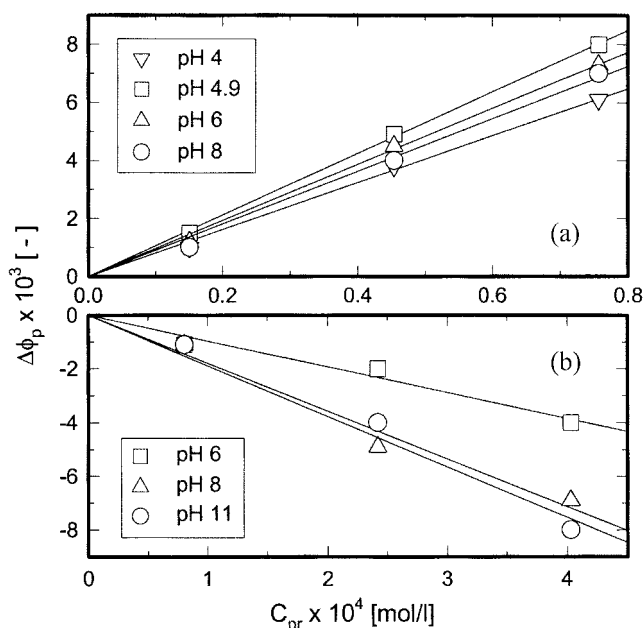 8
6
4
2
0
▽ pH 4
□ pH 4.9
△ pH 6
○ pH 8
(a)
0.0 0.2 0.4 0.6 0.8
Δϕp x 10³ [ - ]
0
-2
-4
-6
-8
(b)
□ pH 6
△ pH 8
○ pH 11
0 1 2 3 4
Cpr x 10⁴ [mol/l]